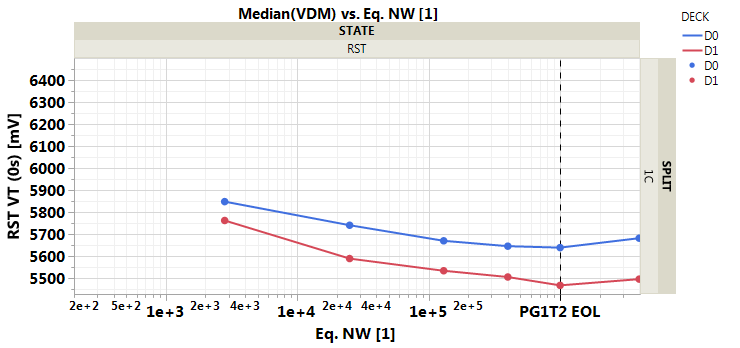 Median(VDM) vs. Eq. NW [1]
STATE
RST
DECK
D0
D1
D0
D1
RST VT (0s) [mV]
6400
6300
6200
6100
6000
5900
5800
5700
5600
5500
1C
SPLIT
2e+2 5e+2 1e+3 2e+3 4e+3 1e+4 2e+4 4e+4 1e+5 2e+5 PG1T2 EOL
Eq. NW [1]